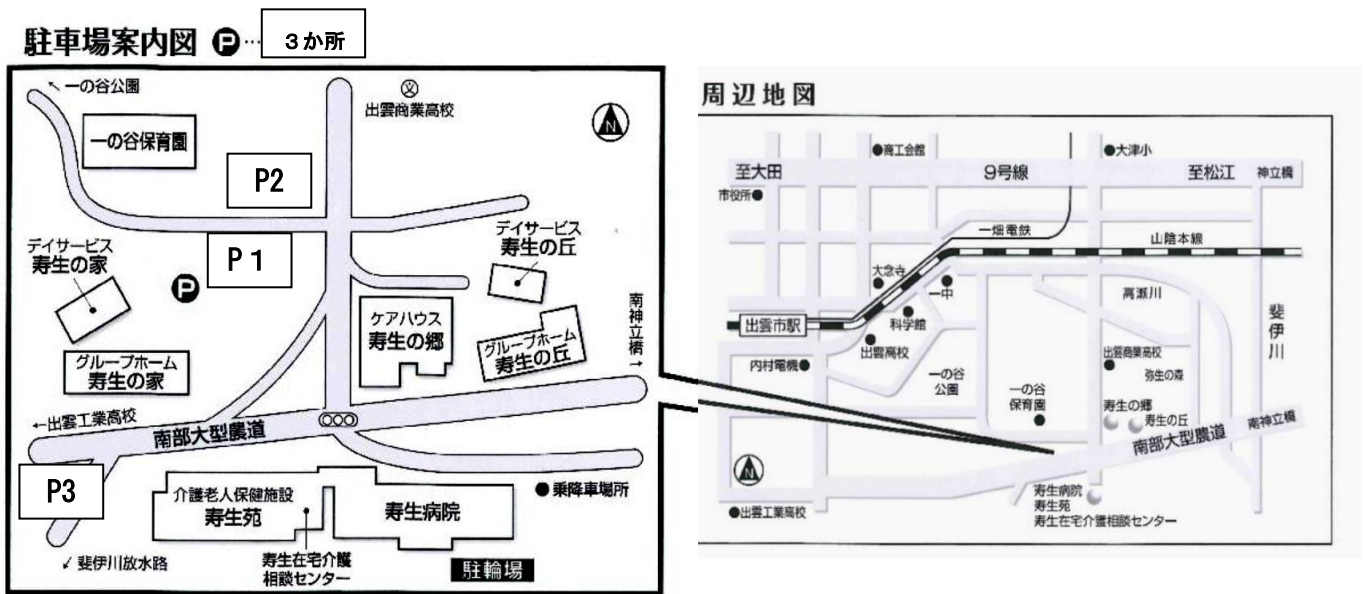 駐車場案内図 P… 3か所
↖一の谷公園
文
出雲商業高校
N
一の谷保育園
P2
デイサービス
寿生の家
P1
P
デイサービス
寿生の丘
ケアハウス
寿生の郷
グループホーム
寿生の丘
南神立橋→
グループホーム
寿生の家
←出雲工業高校
南部大型農道
P3
介護老人保健施設
寿生苑
寿生病院
●乗降車場所
↙斐伊川放水路
寿生在宅介護
相談センター
駐輪場
周辺地図
●商工会館
●大津小
至大田
9号線
至松江
神立橋
市役所●
一畑電鉄
山陰本線
大念寺
一中
高瀬川
斐伊川
出雲市駅
科学館
出雲高校
内村電機●
一の谷
公園
一の谷
保育園
出雲商業高校
弥生の森
寿生の郷
寿生の丘
南部大型農道
南神立橋
N
●出雲工業高校
寿生病院
寿生苑
寿生在宅介護相談センター